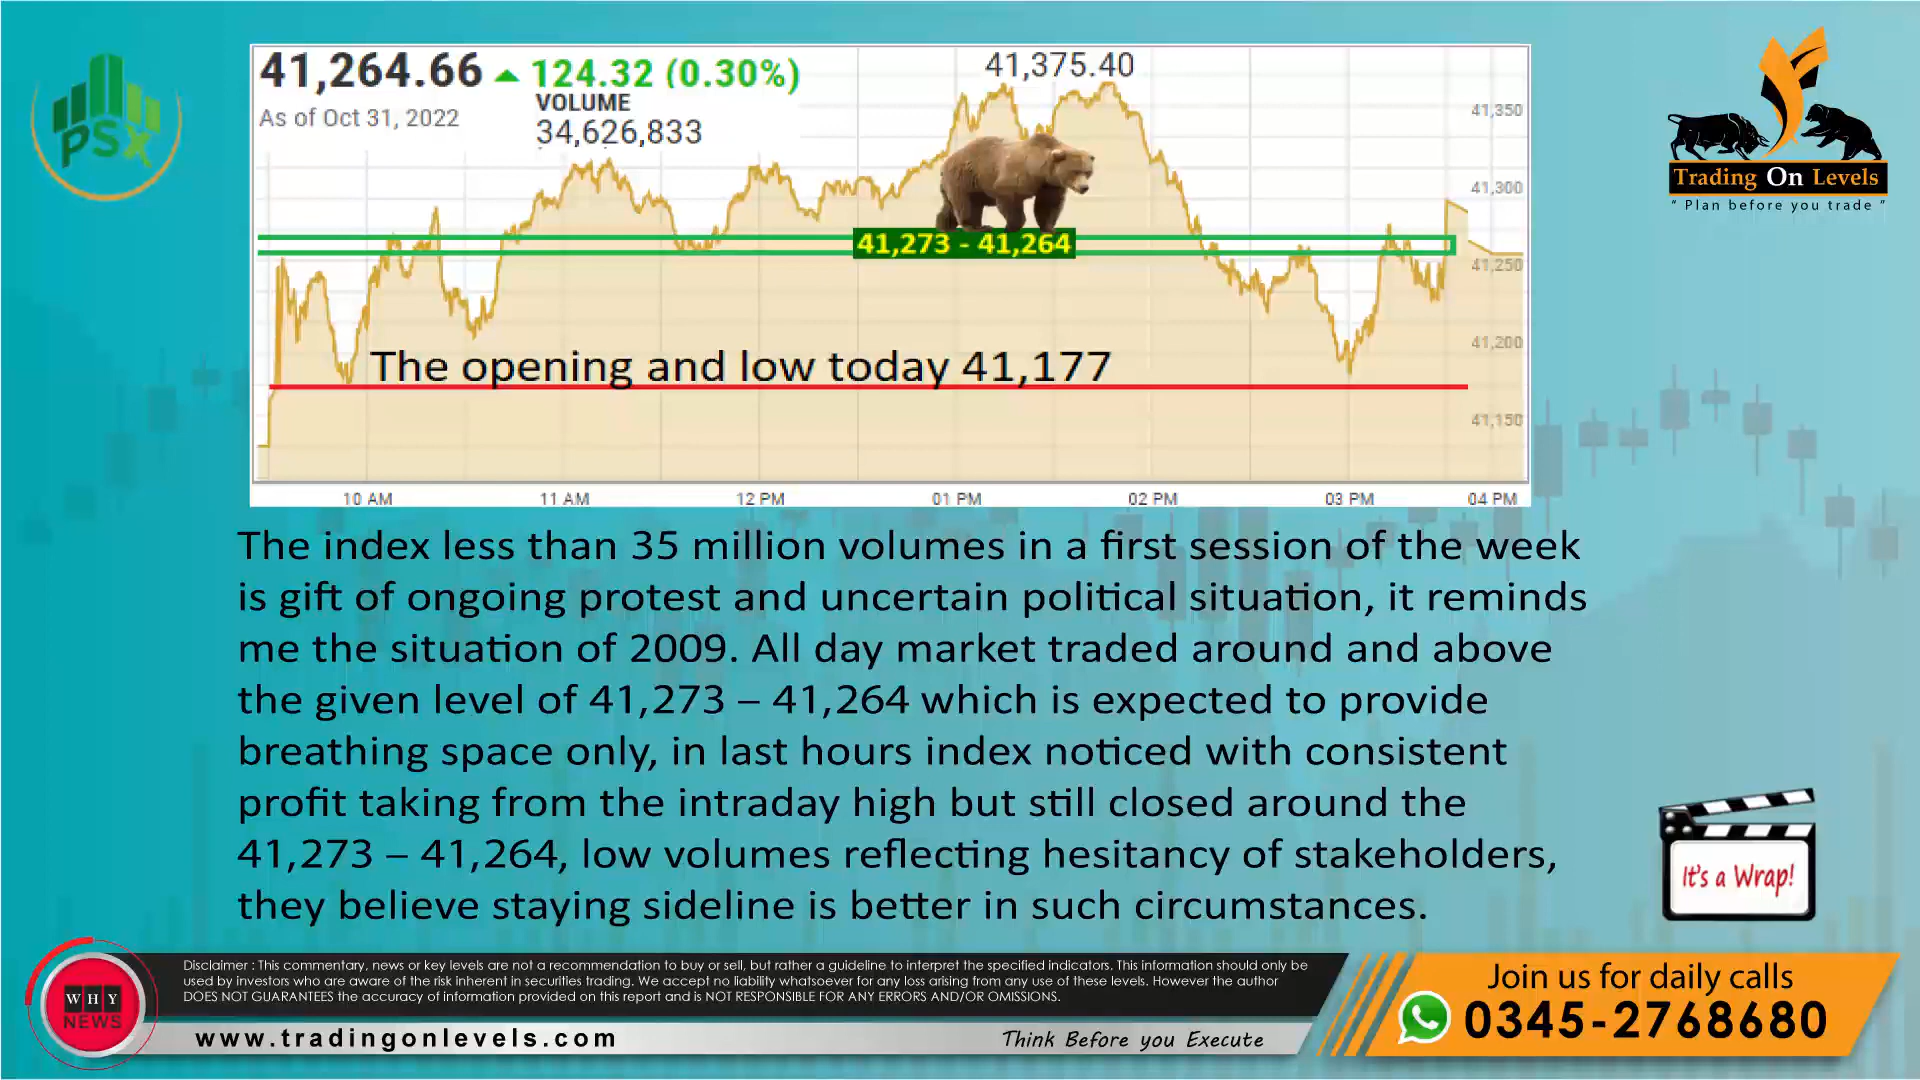 41,264.66 ▲ 124.32 (0.30%)
As of Oct 31, 2022
VOLUME
34,626,833
41,375.40
41,350
41,300
41,273 - 41,264
41,250
41,200
The opening and low today 41,177
41,150
10 AM 11 AM 12 PM 01 PM 02 PM 03 PM 04 PM
PSX
Trading On Levels
" Plan before you trade "
The index less than 35 million volumes in a first session of the week
is gift of ongoing protest and uncertain political situation, it reminds
me the situation of 2009. All day market traded around and above
the given level of 41,273 – 41,264 which is expected to provide
breathing space only, in last hours index noticed with consistent
profit taking from the intraday high but still closed around the
41,273 – 41,264, low volumes reflecting hesitancy of stakeholders,
they believe staying sideline is better in such circumstances.
It's a Wrap!
WHY
NEWS
Disclaimer : This commentary, news or key levels are not a recommendation to buy or sell, but rather a guideline to interpret the specified indicators. This information should only be
used by investors who are aware of the risk inherent in securities trading. We accept no liability whatsoever for any loss arising from any use of these levels. However the author
DOES NOT GUARANTEES the accuracy of information provided on this report and is NOT RESPONSIBLE FOR ANY ERRORS AND/OR OMISSIONS.
www.tradingonlevels.com
Think Before you Execute
Join us for daily calls
0345-2768680